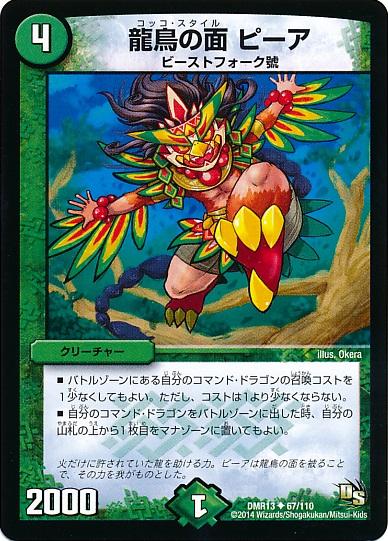 4
コッコ・スタイル
龍鳥の面 ピーア
ビーストフォーク號
クリーチャー
illus. Okera
■ バトルゾーンにある自分のコマンド・ドラゴンの召喚コストを
1少なくしてもよい。ただし、コストは1より少なくならない。
■ 自分のコマンド・ドラゴンをバトルゾーンに出した時、自分の
山札の上から1枚目をマナゾーンに置いてもよい。
火だけに許されていた龍を助ける力。ピーアは龍鳥の面を被ることで、その力を我がものとした。
2000
1
DMR13 ◆ 67/110
©2014 Wizards/Shogakukan/Mitsui-Kids
DS